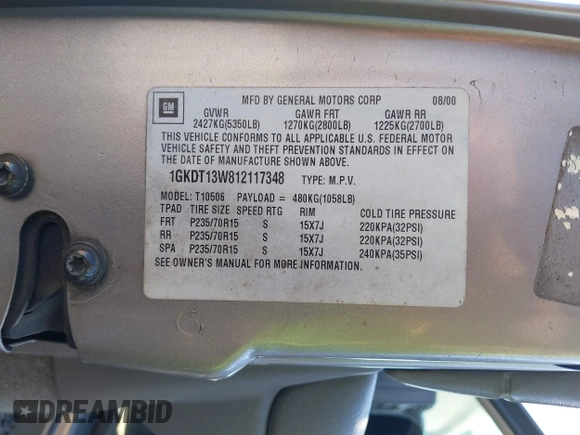 GM
MFD BY GENERAL MOTORS CORP 08/00
GVWR GAWR FRT GAWR RR
2427KG(5350LB) 1270KG(2800LB) 1225KG(2700LB)
THIS VEHICLE CONFORMS TO ALL APPLICABLE U.S. FEDERAL MOTOR
VEHICLE SAFETY AND THEFT PREVENTION STANDARDS IN EFFECT ON
THE DATE OF MANUFACTURE SHOWN ABOVE.
1GKDT13W812117348 TYPE: M.P.V.
MODEL: T10506 PAYLOAD = 480KG(1058LB)
TPAD TIRE SIZE SPEED RTG RIM COLD TIRE PRESSURE
FRT P235/70R15 S 15X7J 220KPA(32PSI)
RR P235/70R15 S 15X7J 220KPA(32PSI)
SPA P235/70R15 S 15X7J 240KPA(35PSI)
SEE OWNER'S MANUAL FOR MORE INFORMATION.
DREAMBID